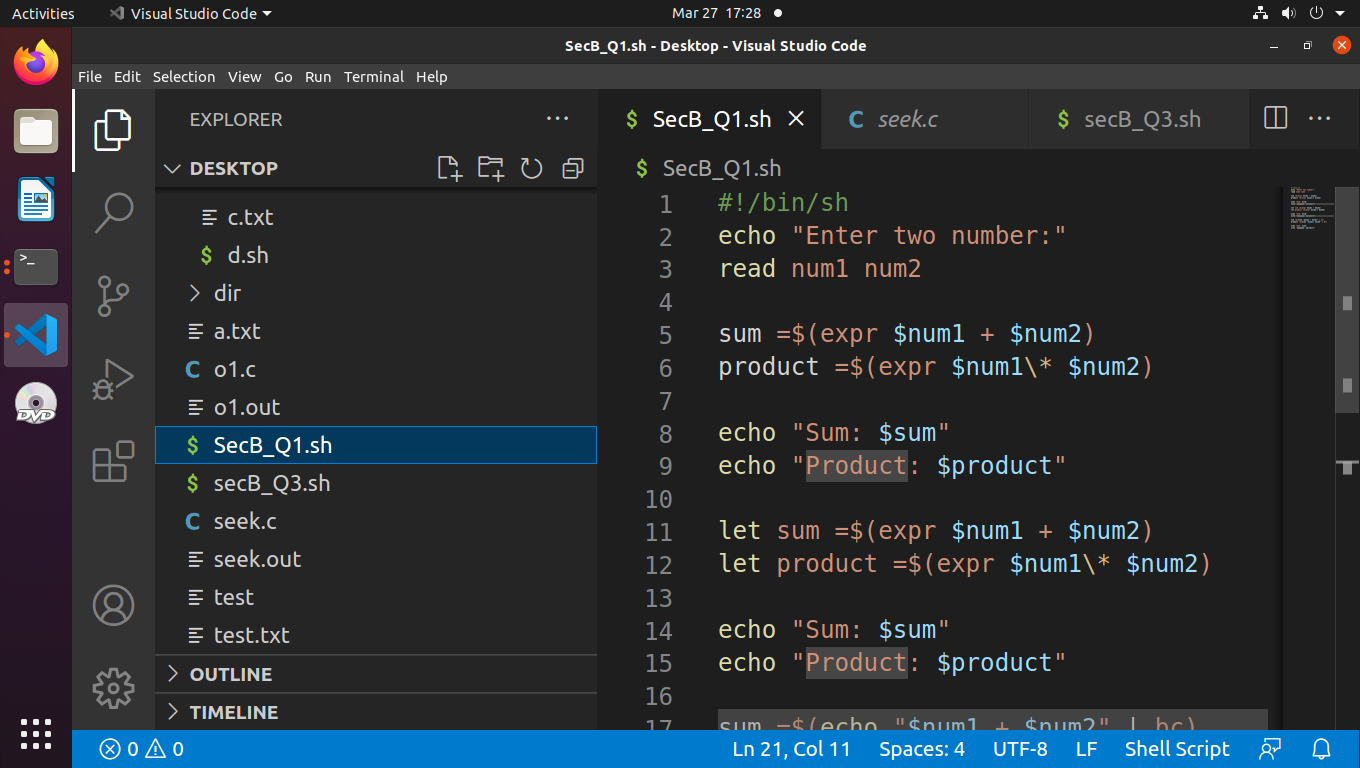 Activities Visual Studio Code Mar 27 17:28
SecB_Q1.sh - Desktop - Visual Studio Code
File Edit Selection View Go Run Terminal Help
EXPLORER
DESKTOP
c.txt
$ d.sh
dir
a.txt
C o1.c
o1.out
$ SecB_Q1.sh
$ secB_Q3.sh
C seek.c
seek.out
test
test.txt
OUTLINE
TIMELINE
$ SecB_Q1.sh C seek.c $ secB_Q3.sh
$ SecB_Q1.sh
1 #!/bin/sh
2 echo "Enter two number:"
3 read num1 num2
4
5 sum =$(expr $num1 + $num2)
6 product =$(expr $num1\* $num2)
7
8 echo "Sum: $sum"
9 echo "Product: $product"
10
11 let sum =$(expr $num1 + $num2)
12 let product =$(expr $num1\* $num2)
13
14 echo "Sum: $sum"
15 echo "Product: $product"
16
17 sum =$(echo "$num1 + $num2" | bc)
0 0 Ln 21, Col 11 Spaces: 4 UTF-8 LF Shell Script
>_
DVD